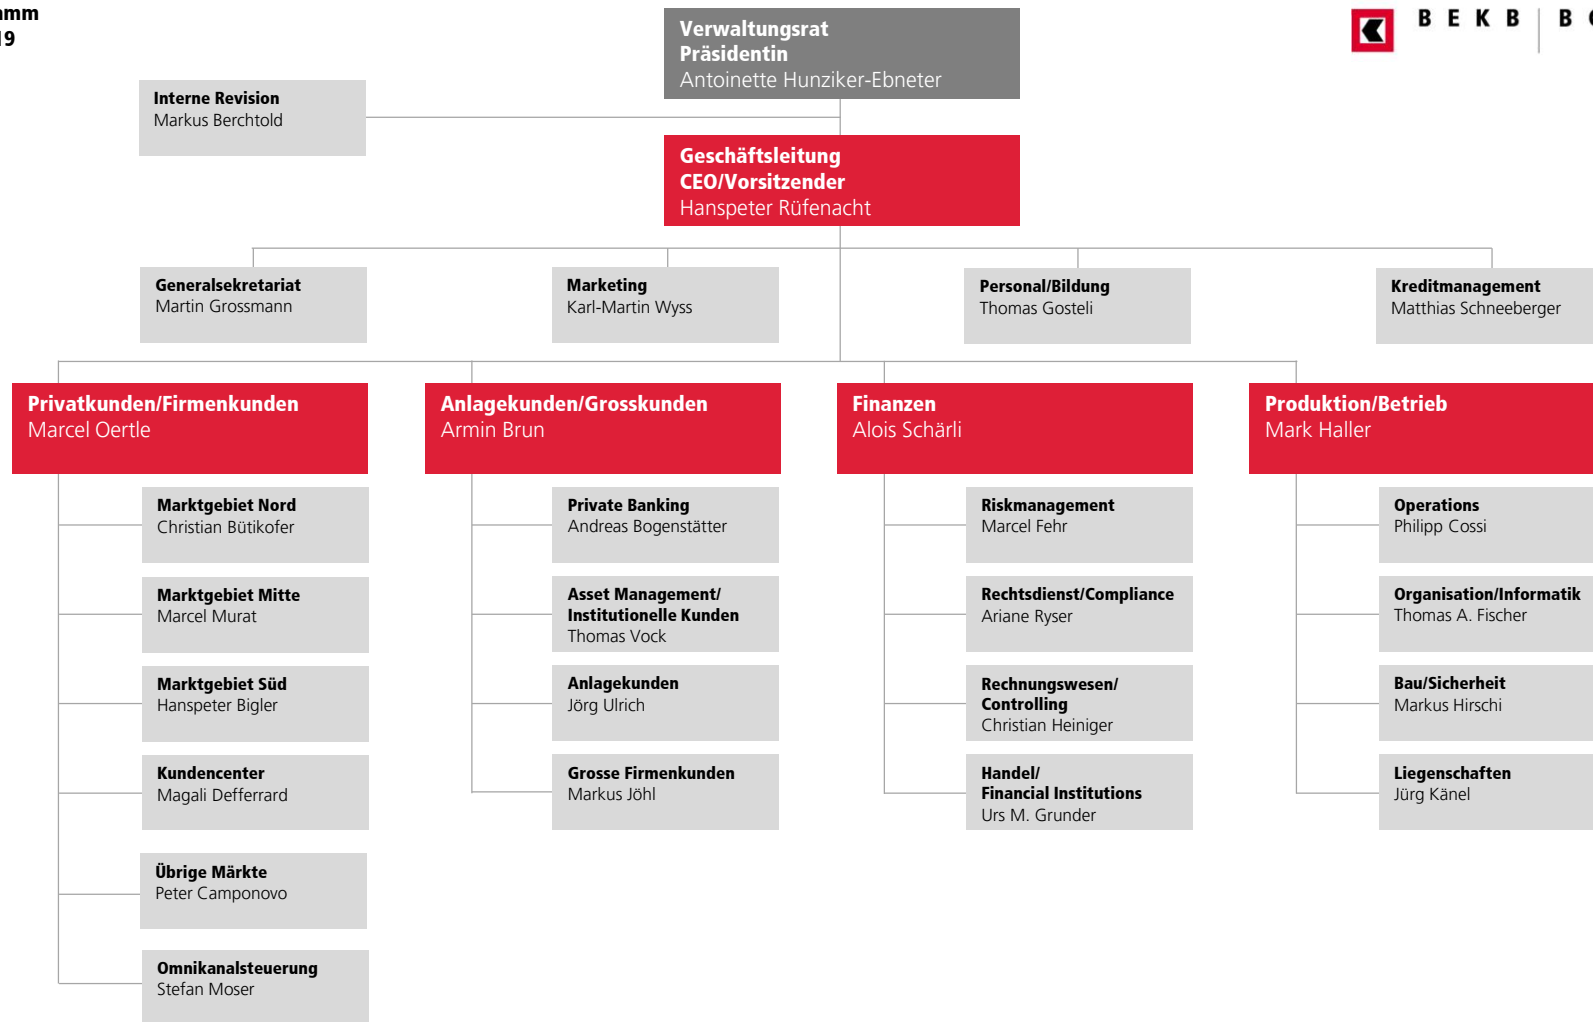 Verwaltungsrat
Präsidentin
Antoinette Hunziker-Ebneter
BEKB
Interne Revision
Markus Berchtold
Geschäftsleitung
CEO/Vorsitzender
Hanspeter Rüfenacht
Generalsekretariat
Martin Grossmann
Marketing
Karl-Martin Wyss
Personal/Bildung
Thomas Gosteli
Kreditmanagement
Matthias Schneeberger
Privatkunden/Firmenkunden
Marcel Oertle
Marktgebiet Nord
Christian Bütikofer
Marktgebiet Mitte
Marcel Murat
Marktgebiet Süd
Hanspeter Bigler
Kundencenter
Magali Defferrard
Übrige Märkte
Peter Camponovo
Omnikanalsteuerung
Stefan Moser
Anlagekunden/Grosskunden
Armin Brun
Private Banking
Andreas Bogenstätter
Asset Management/
Institutionelle Kunden
Thomas Vock
Anlagekunden
Jörg Ulrich
Grosse Firmenkunden
Markus Jöhl
Finanzen
Alois Schärli
Riskmanagement
Marcel Fehr
Rechtsdienst/Compliance
Ariane Ryser
Rechnungswesen/
Controlling
Christian Heiniger
Handel/
Financial Institutions
Urs M. Grunder
Produktion/Betrieb
Mark Haller
Operations
Philipp Cossi
Organisation/Informatik
Thomas A. Fischer
Bau/Sicherheit
Markus Hirschi
Liegenschaften
Jürg Känel